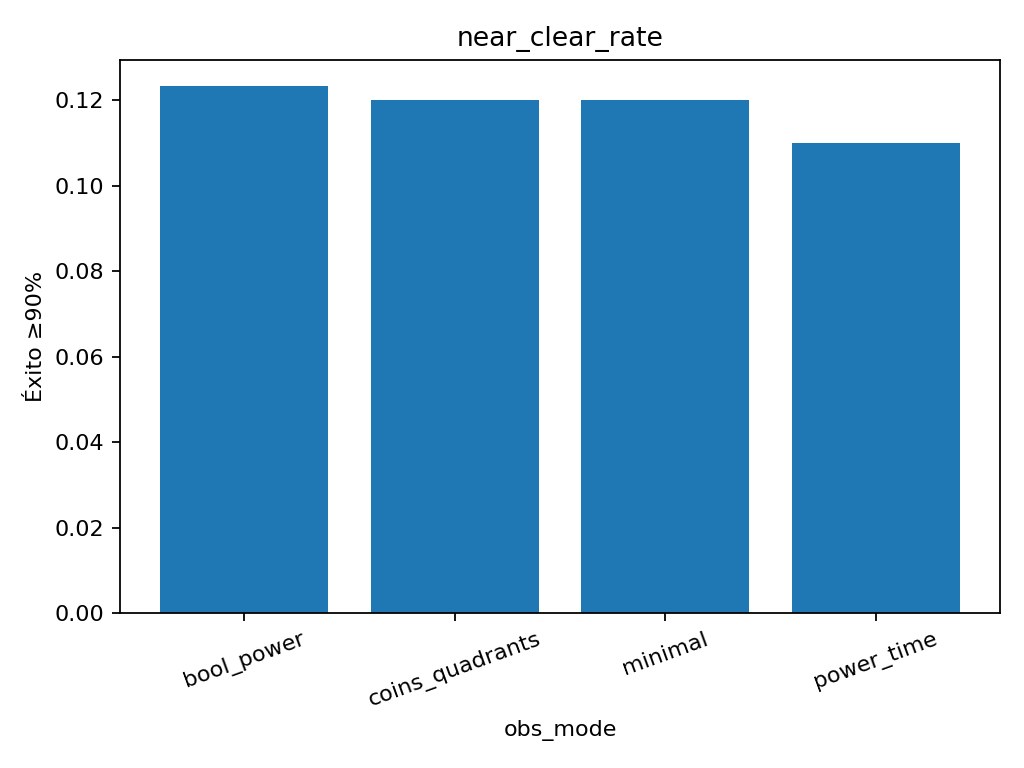 near_clear_rate
Éxito ≥90%
0.12
0.10
0.08
0.06
0.04
0.02
0.00
bool_power
coins_quadrants
minimal
power_time
obs_mode